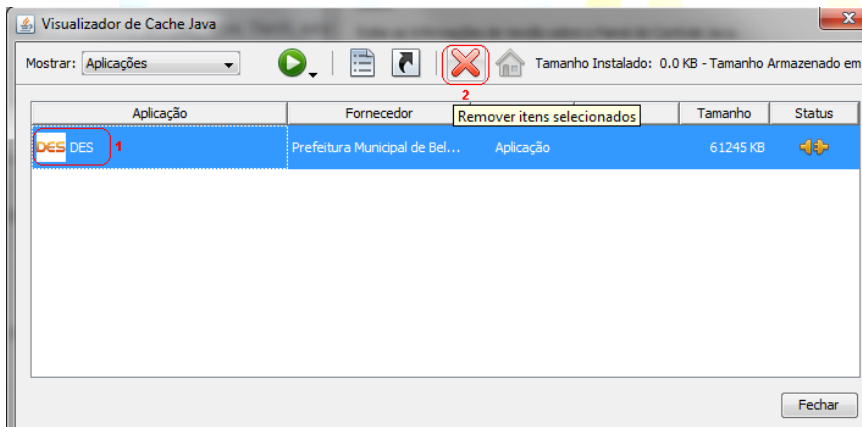 Visualizador de Cache Java
Mostrar: Aplicações
Tamanho Instalado: 0.0 KB - Tamanho Armazenado em
2
Remover itens selecionados
Aplicação Fornecedor Tamanho Status
DES DES 1 Prefeitura Municipal de Bel... Aplicação 61245 KB
Fechar